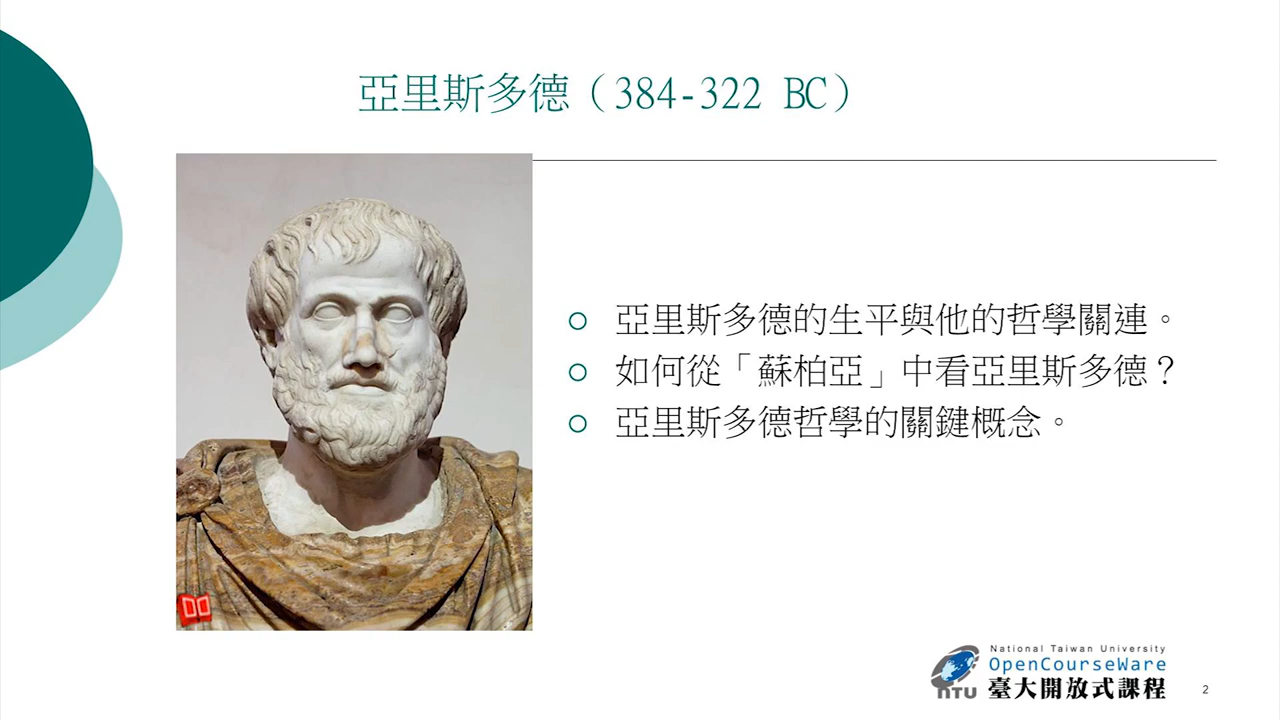 亞里斯多德（384-322 BC）
亞里斯多德的生平與他的哲學關連。
如何從「蘇柏亞」中看亞里斯多德？
亞里斯多德哲學的關鍵概念。
National Taiwan University
OpenCourseWare
NTU 臺大開放式課程
2